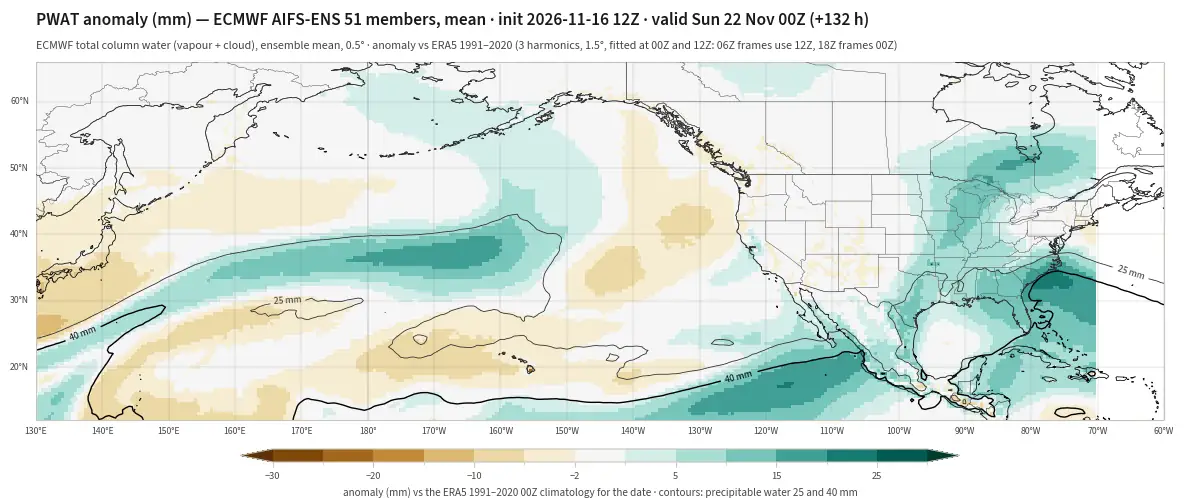 PWAT anomaly (mm) — ECMWF AIFS-ENS 51 members, mean · init 2026-11-16 12Z · valid Sun 22 Nov 00Z (+132 h)
ECMWF total column water (vapour + cloud), ensemble mean, 0.5° · anomaly vs ERA5 1991–2020 (3 harmonics, 1.5°, fitted at 00Z and 12Z: 06Z frames use 12Z, 18Z frames 00Z)
60°N
50°N
40°N
30°N
20°N
25 mm
25 mm
40 mm
40 mm
130°E 140°E 150°E 160°E 170°E 180° 170°W 160°W 150°W 140°W 130°W 120°W 110°W 100°W 90°W 80°W 70°W 60°W
−30 −20 −10 −2 5 15 25
anomaly (mm) vs the ERA5 1991–2020 00Z climatology for the date · contours: precipitable water 25 and 40 mm